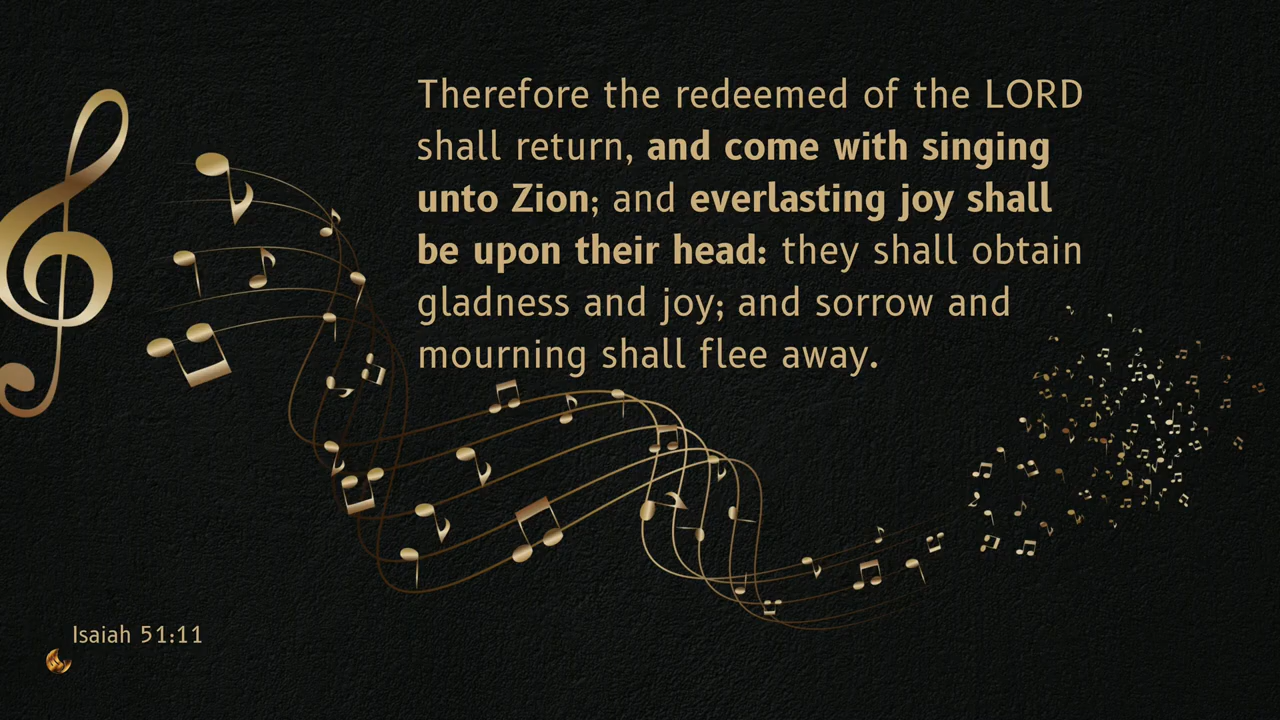 Therefore the redeemed of the LORD
shall return, and come with singing
unto Zion; and everlasting joy shall
be upon their head: they shall obtain
gladness and joy; and sorrow and
mourning shall flee away.
Isaiah 51:11